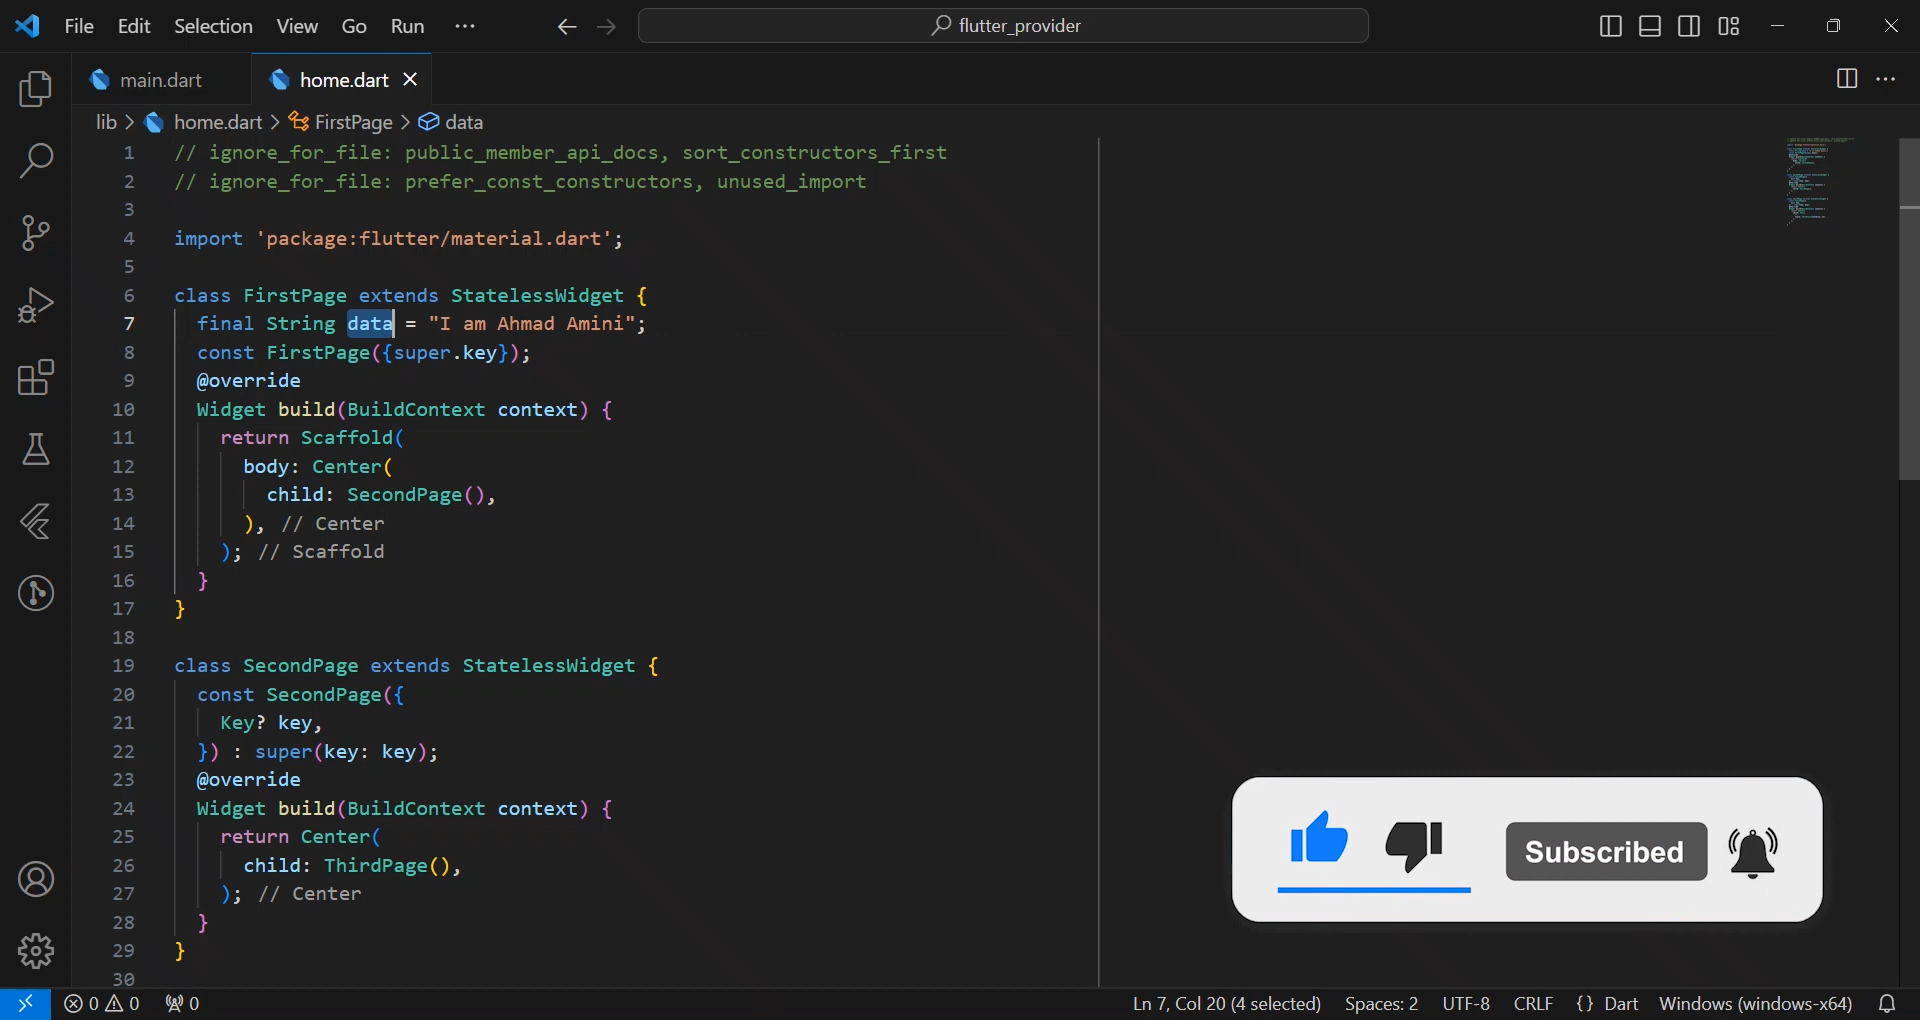 File Edit Selection View Go Run ··· flutter_provider
main.dart home.dart
lib > home.dart > FirstPage > data
1 // ignore_for_file: public_member_api_docs, sort_constructors_first
2 // ignore_for_file: prefer_const_constructors, unused_import
3
4 import 'package:flutter/material.dart';
5
6 class FirstPage extends StatelessWidget {
7 final String data = "I am Ahmad Amini";
8 const FirstPage({super.key});
9 @override
10 Widget build(BuildContext context) {
11 return Scaffold(
12 body: Center(
13 child: SecondPage(),
14 ), // Center
15 ); // Scaffold
16 }
17 }
18
19 class SecondPage extends StatelessWidget {
20 const SecondPage({
21 Key? key,
22 }) : super(key: key);
23 @override
24 Widget build(BuildContext context) {
25 return Center(
26 child: ThirdPage(),
27 ); // Center
28 }
29 }
30
Subscribed
0 0 0 Ln 7, Col 20 (4 selected) Spaces: 2 UTF-8 CRLF {} Dart Windows (windows-x64)